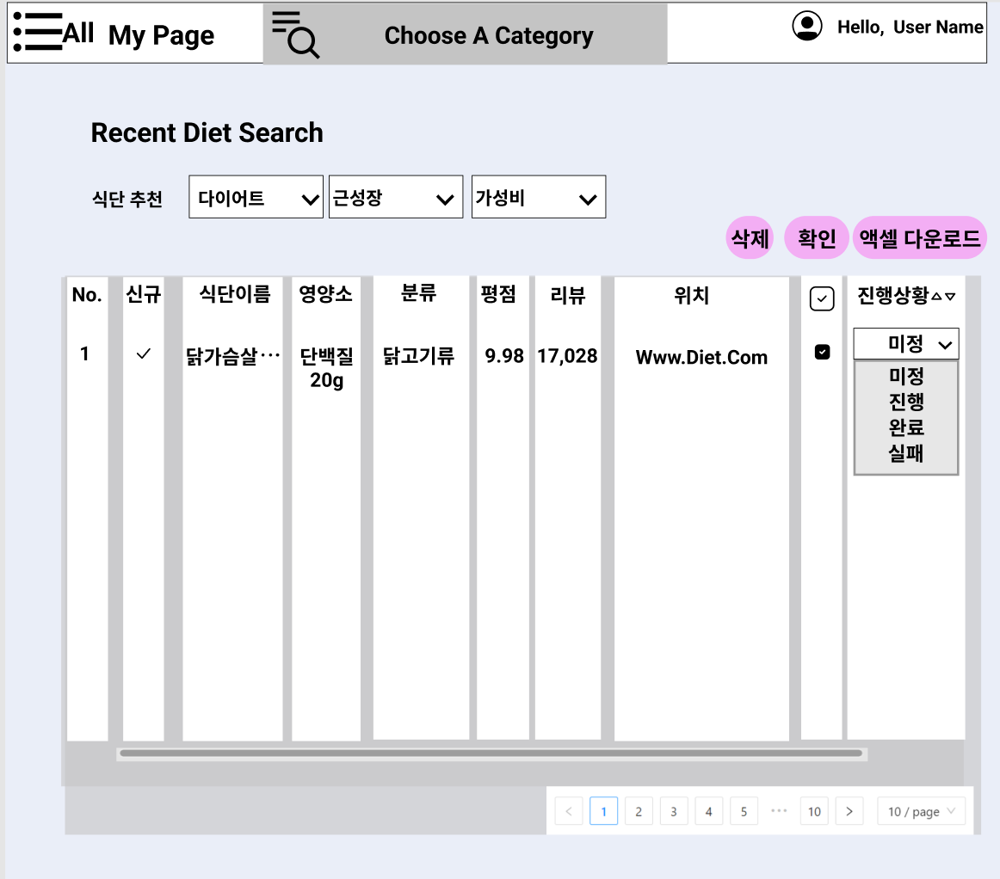 All My Page Choose A Category Hello, User Name
Recent Diet Search
식단 추천 다이어트 근성장 가성비
삭제 확인 액셀 다운로드
No. 신규 식단이름 영양소 분류 평점 리뷰 위치 진행상황
1 닭가슴살··· 단백질 닭고기류 9.98 17,028 Www.Diet.Com 미정
20g
미정
진행
완료
실패
< 1 2 3 4 5 ··· 10 > 10 / page